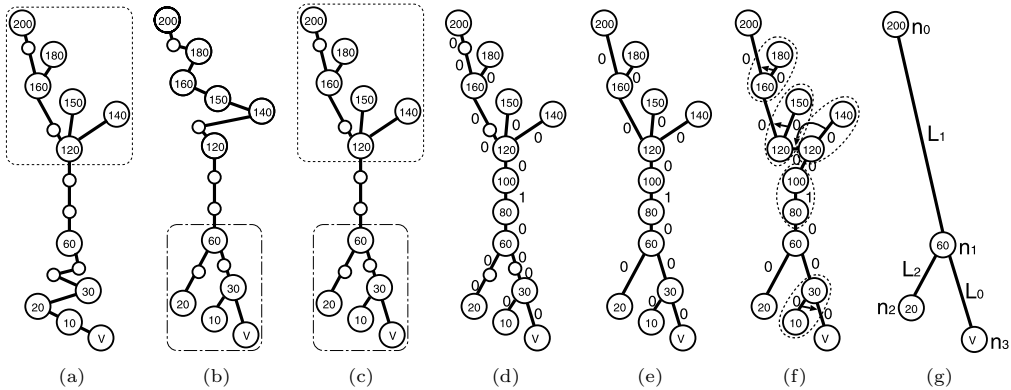 200 180 160 150 140 120 60 30 20 10 V
200 180 160 150 140 120 60 30 20 10 V
200 180 160 150 140 120 60 30 20 10 V
200 0 180 0 0 160 0 150 140 0 0 0 120 0 100 1 80 0 60 0 0 0 30 20 0 0 10 0 V
200 0 180 0 160 0 150 140 0 0 120 0 100 1 80 0 60 0 0 30 20 0 0 10 V
200 180 0 0 160 150 140 0 0 0 120 0 120 0 100 1 80 0 60 0 0 30 20 0 0 10 V
200 n0
L1
60 n1
L2 L0
n2 20
V n3
(a) (b) (c) (d) (e) (f) (g)